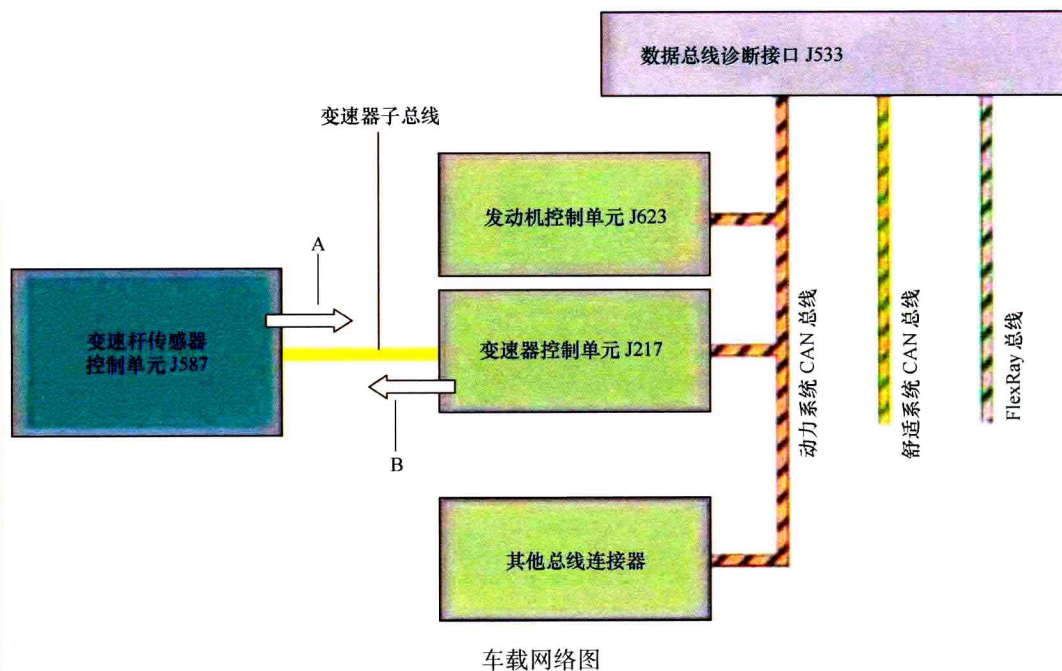 数据总线诊断接口 J533
变速器子总线
发动机控制单元 J623
A
变速杆传感器
控制单元 J587
变速器控制单元 J217
B
动力系统 CAN 总线
舒适系统 CAN 总线
FlexRay 总线
其他总线连接器
车载网络图